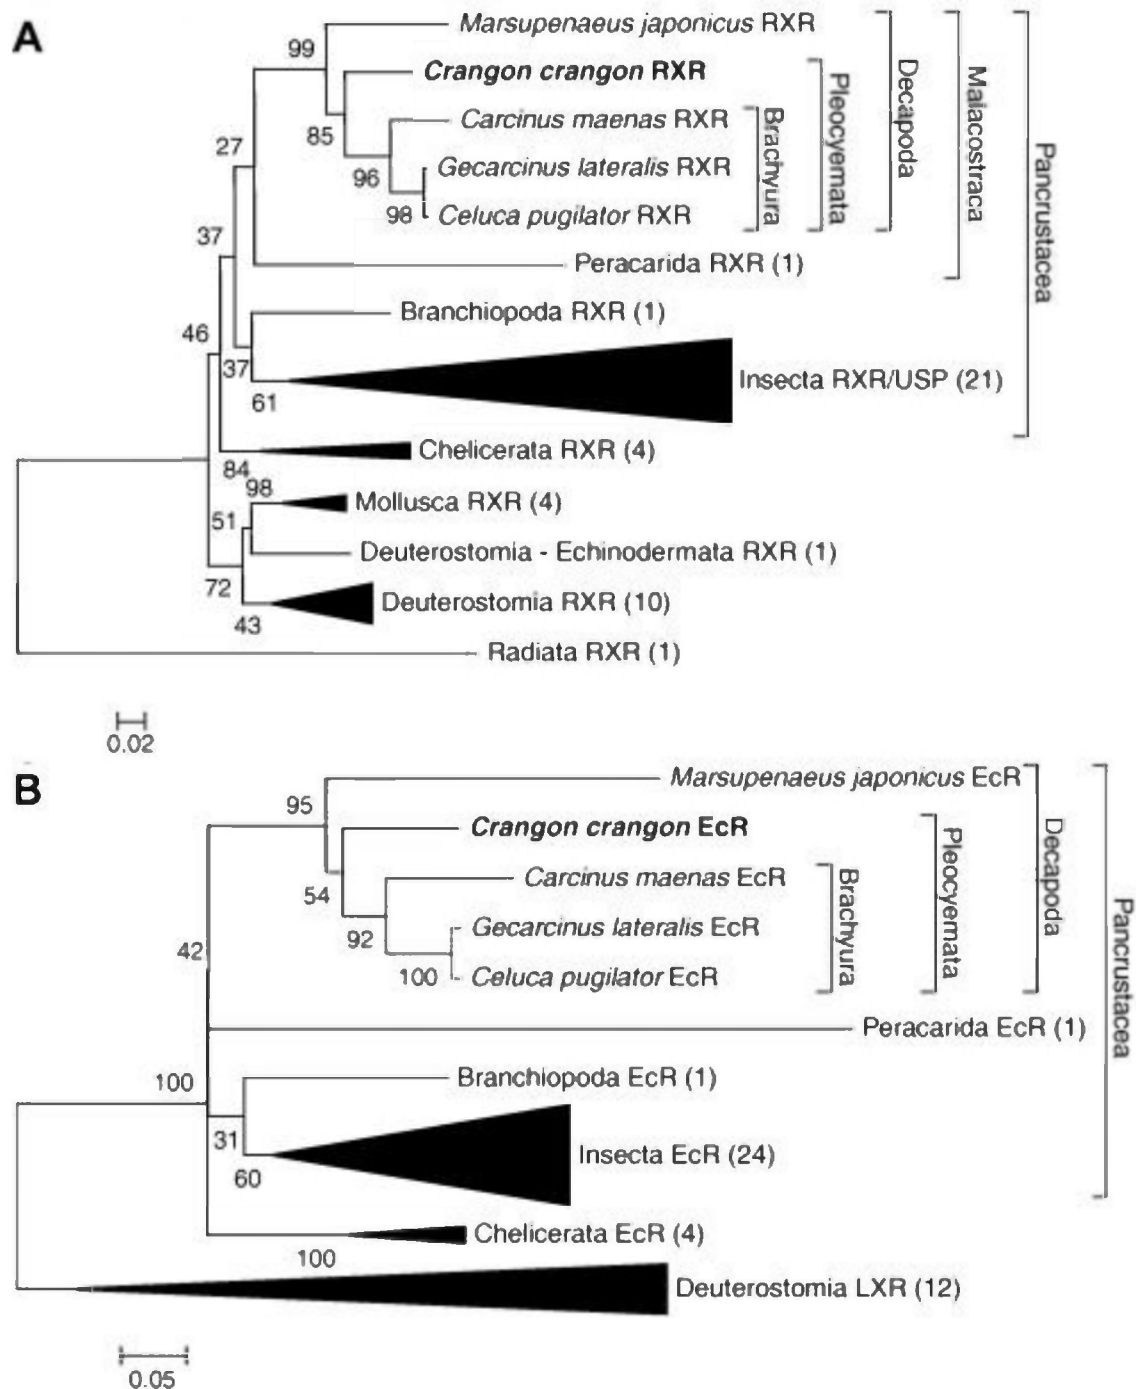 A
Marsupenaeus japonicus RXR
99
Crangon crangon RXR
85
Carcinus maenas RXR
27
96
Gecarcinus lateralis RXR
98
Celuca pugilator RXR
Brachyura
Pleocyemata
Decapoda
Malacostraca
Pancrustacea
37
Peracarida RXR (1)
Branchiopoda RXR (1)
46
37
Insecta RXR/USP (21)
61
Chelicerata RXR (4)
84
98
Mollusca RXR (4)
51
Deuterostomia - Echinodermata RXR (1)
72
Deuterostomia RXR (10)
43
Radiata RXR (1)
0.02
B
Marsupenaeus japonicus EcR
95
Crangon crangon EcR
54
Carcinus maenas EcR
92
Gecarcinus lateralis EcR
42
100
Celuca pugilator EcR
Brachyura
Pleocyemata
Decapoda
Pancrustacea
Peracarida EcR (1)
100
Branchiopoda EcR (1)
31
Insecta EcR (24)
60
Chelicerata EcR (4)
100
Deuterostomia LXR (12)
0.05